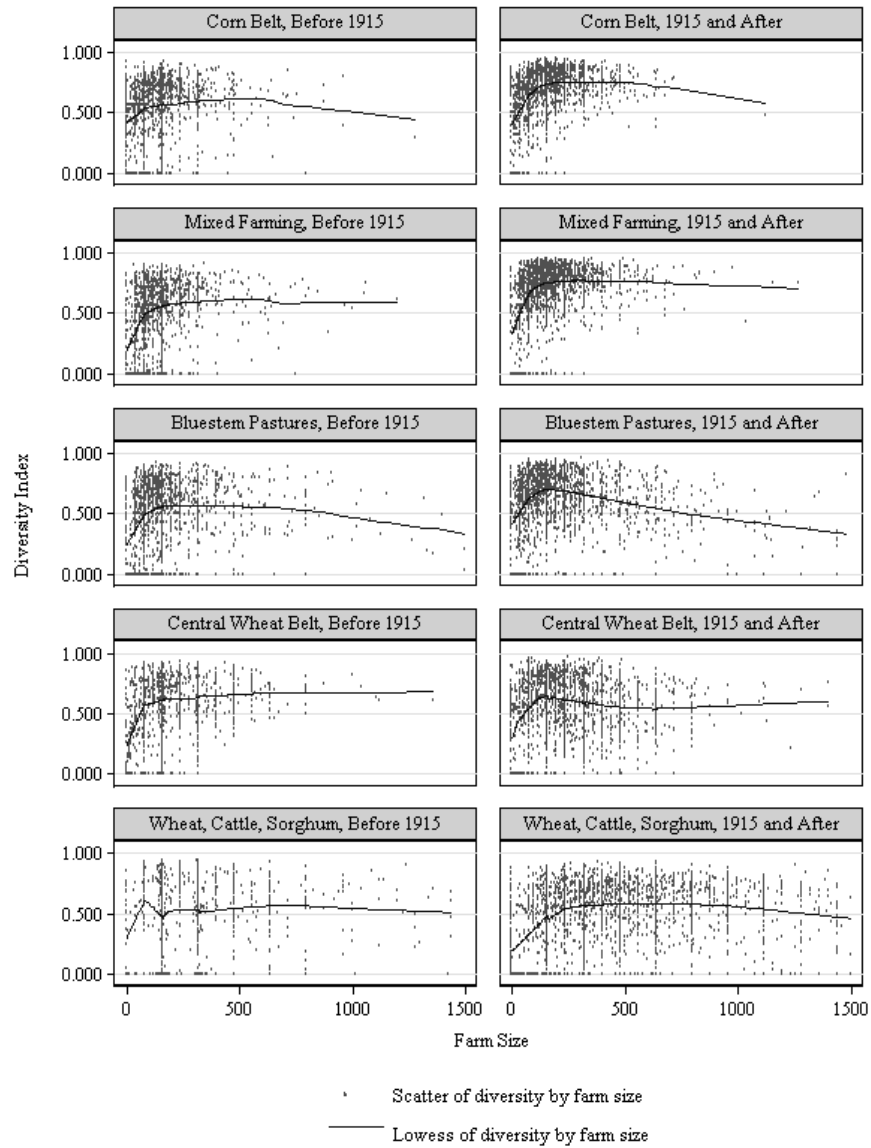 Corn Belt, Before 1915
Corn Belt, 1915 and After
1.000
0.500
0.000
Mixed Farming, Before 1915
Mixed Farming, 1915 and After
1.000
0.500
0.000
Bluestem Pastures, Before 1915
Bluestem Pastures, 1915 and After
1.000
0.500
0.000
Diversity Index
Central Wheat Belt, Before 1915
Central Wheat Belt, 1915 and After
1.000
0.500
0.000
Wheat, Cattle, Sorghum, Before 1915
Wheat, Cattle, Sorghum, 1915 and After
1.000
0.500
0.000
0 500 1000 1500
0 500 1000 1500
Farm Size
Scatter of diversity by farm size
Lowess of diversity by farm size